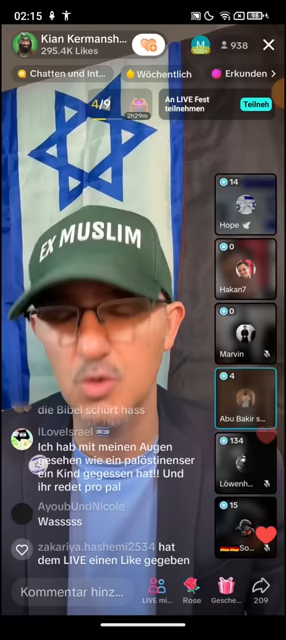 02:15
Kian Kermansh...
295.4K Likes
M
900+
938
Chatten und Int...
Wöchentlich
Erkunden
4/9
2h29m
An LIVE Fest
teilnehmen
Teilneh
14
Hope
0
Hakan7
0
Marvin
4
Abu Bakir s...
134
Löwenh...
15
So...
EX MUSLIM
die Bibel schürt hass
ILoveIsrael
Ich hab mit meinen Augen
gesehen wie ein palöstinenser
ein Kind gegessen hat!! Und
ihr redet pro pal
AyoubUndNicole
Wasssss
zakariya.hashemi2534 hat
dem LIVE einen Like gegeben
Kommentar hinz...
LIVE mi...
Rose
Gesche...
209